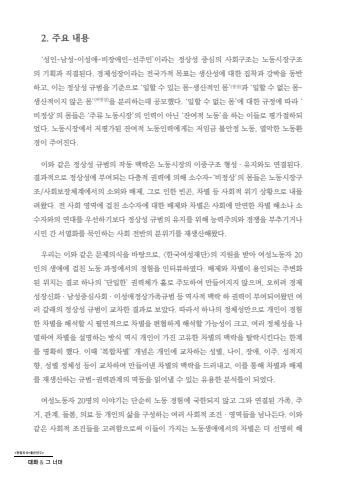 2. 주요 내용
'성인-남성-이성애-비장애인-선주민'이라는 정상성 중심의 사회구조는 노동시장구조
의 기획과 직결된다. 경제성장이라는 전국가적 목표는 생산성에 대한 집착과 강박을 동반
하고, 이는 정상성 규범을 기준으로 '일할 수 있는 몸-생산적인 몸'과 '일할 수 없는 몸-
생산적이지 않은 몸'을 분리하는데 공모했다. '일할 수 없는 몸'에 대한 규정에 따라 '
비정상'의 몸들은 '주류 노동시장'의 인력이 아닌 '잔여적 노동'을 하는 이들로 평가절하되
었다. 노동시장에서 저평가된 잔여적 노동인력에게는 저임금 불안정 노동, 열악한 노동환
경이 주어진다.
이와 같은 정상성 규범의 작동 맥락은 노동시장의 이중구조 형성·유지와도 연결된다.
결과적으로 정상성에 부여되는 다층적 권력에 의해 소수자-'비정상'의 몸들은 노동시장구
조/사회보장체계에서의 소외와 배제, 그로 인한 빈곤, 차별 등 사회적 위기 상황으로 내몰
려왔다. 전 사회 영역에 걸친 소수자에 대한 배제와 차별은 사회에 만연한 차별 해소나 소
수자와의 연대를 우선하기보다 정상성 규범의 유지를 위해 능력주의와 경쟁을 부추기거나
시민 간 서열화를 묵인하는 사회 전반의 분위기를 재생산해왔다.
우리는 이와 같은 문제의식을 바탕으로, <한국여성재단>의 지원을 받아 여성노동자 20
인의 생애에 걸친 노동 과정에서의 경험을 인터뷰하였다. 배제와 차별이 용인되는 주변화
된 위치는 결코 하나의 '단일한' 권력체가 홀로 주도하여 만들어지지 않으며, 오히려 경제
성장신화·남성중심사회·이성애정상가족규범 등 역사적 맥락 하 권력이 부여되어왔던 여
러 갈래의 정상성 규범이 교차한 결과로 보았다. 따라서 하나의 정체성만으로 개인이 경험
한 차별을 해석할 시 필연적으로 차별을 편협하게 해석할 가능성이 크고, 여러 정체성을 나
열하여 차별을 설명하는 방식 역시 개인이 가진 고유한 차별의 맥락을 탈락시킨다는 한계
를 명확히 했다. 이때 '복합차별' 개념은 개인에 교차하는 성별, 나이, 장애, 이주, 성적지
향, 성별 정체성 등이 교차하여 만들어낸 차별의 맥락을 드러내고, 이를 통해 차별과 배제
를 재생산하는 규범-권력관계의 역동을 읽어낼 수 있는 유용한 분석틀이 되었다.
여성노동자 20명의 이야기는 단순히 노동 경험에 국한되지 않고 그와 연결된 가족, 주
거, 관계, 돌봄, 의료 등 개인의 삶을 구성하는 여러 사회적 조건·영역들을 넘나든다. 이와
같은 사회적 조건들을 고려함으로써 이들이 가지는 노동생애에서의 차별은 더 선명히 해
대화 & 그 너머